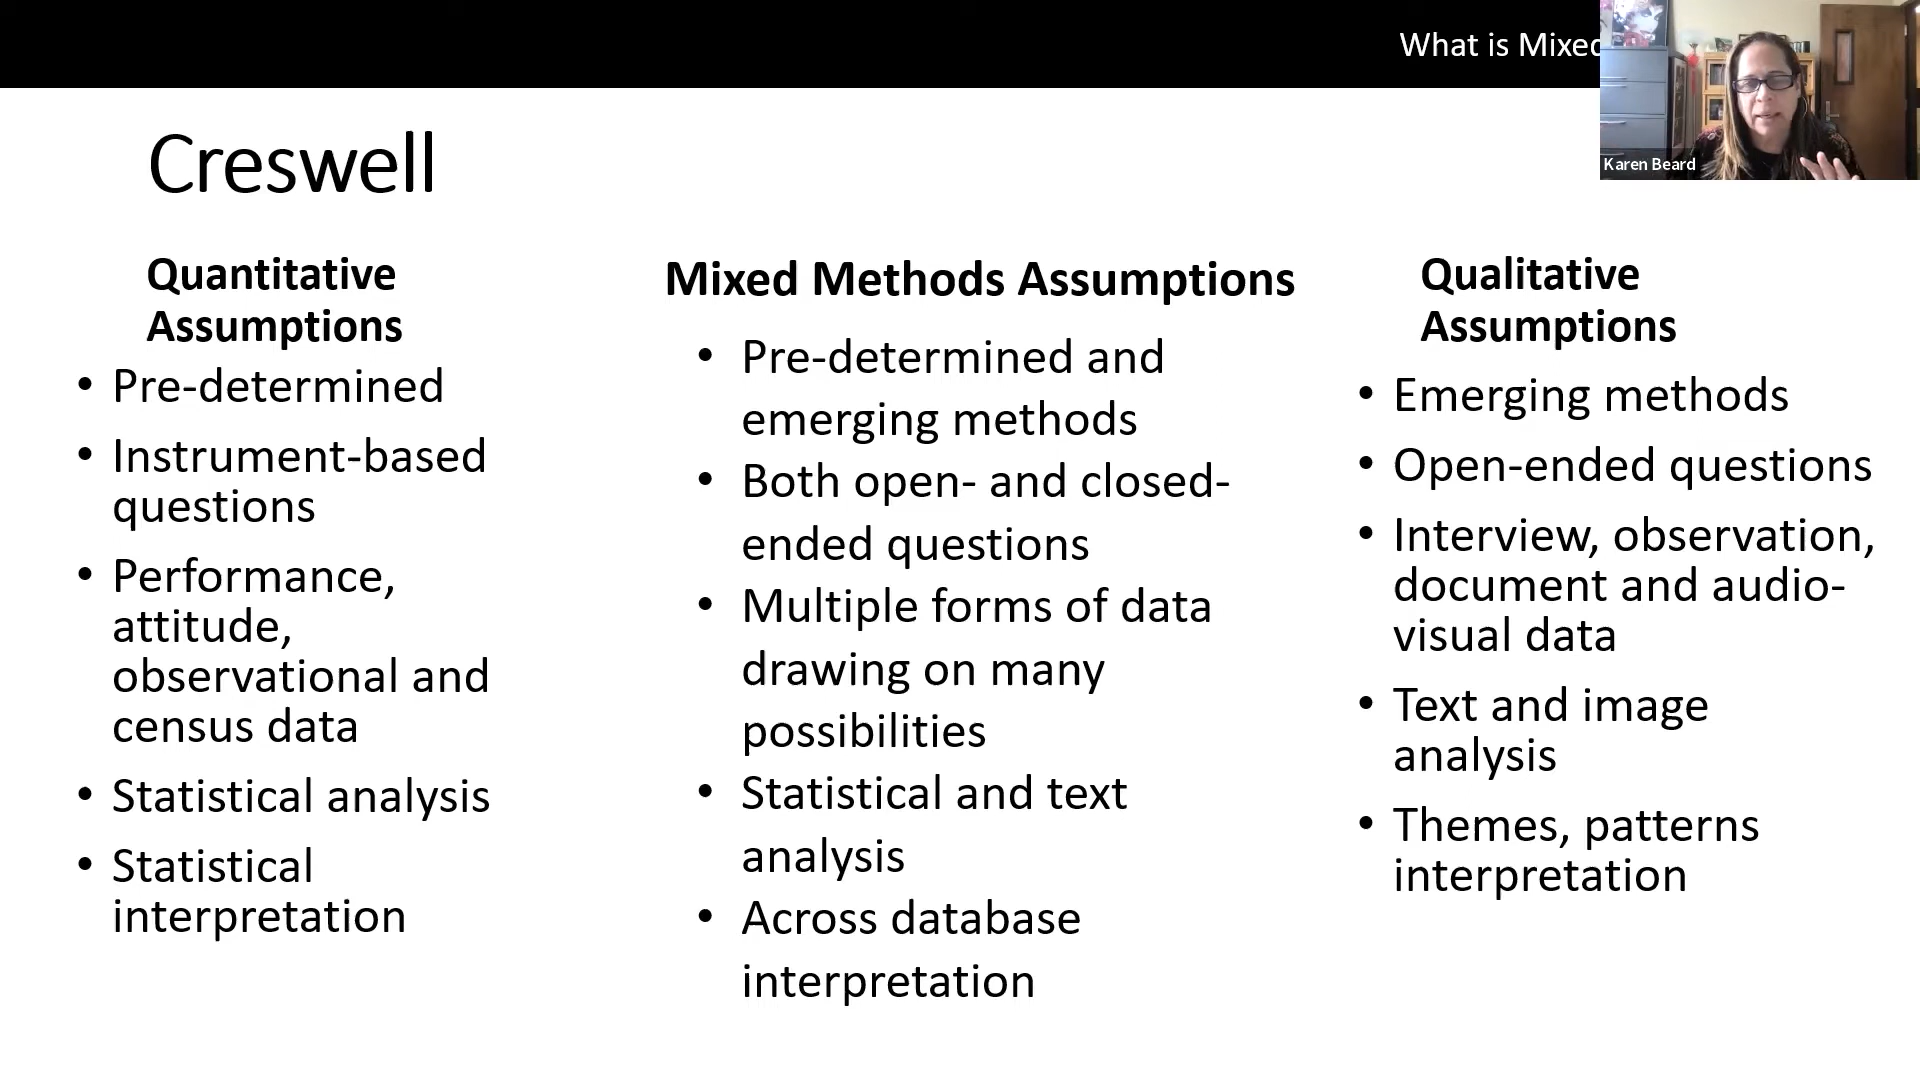 What is Mixed
Karen Beard
Creswell
Quantitative
Assumptions
• Pre-determined
• Instrument-based
questions
• Performance,
attitude,
observational and
census data
• Statistical analysis
• Statistical
interpretation
Mixed Methods Assumptions
• Pre-determined and
emerging methods
• Both open- and closed-
ended questions
• Multiple forms of data
drawing on many
possibilities
• Statistical and text
analysis
• Across database
interpretation
Qualitative
Assumptions
• Emerging methods
• Open-ended questions
• Interview, observation,
document and audio-
visual data
• Text and image
analysis
• Themes, patterns
interpretation